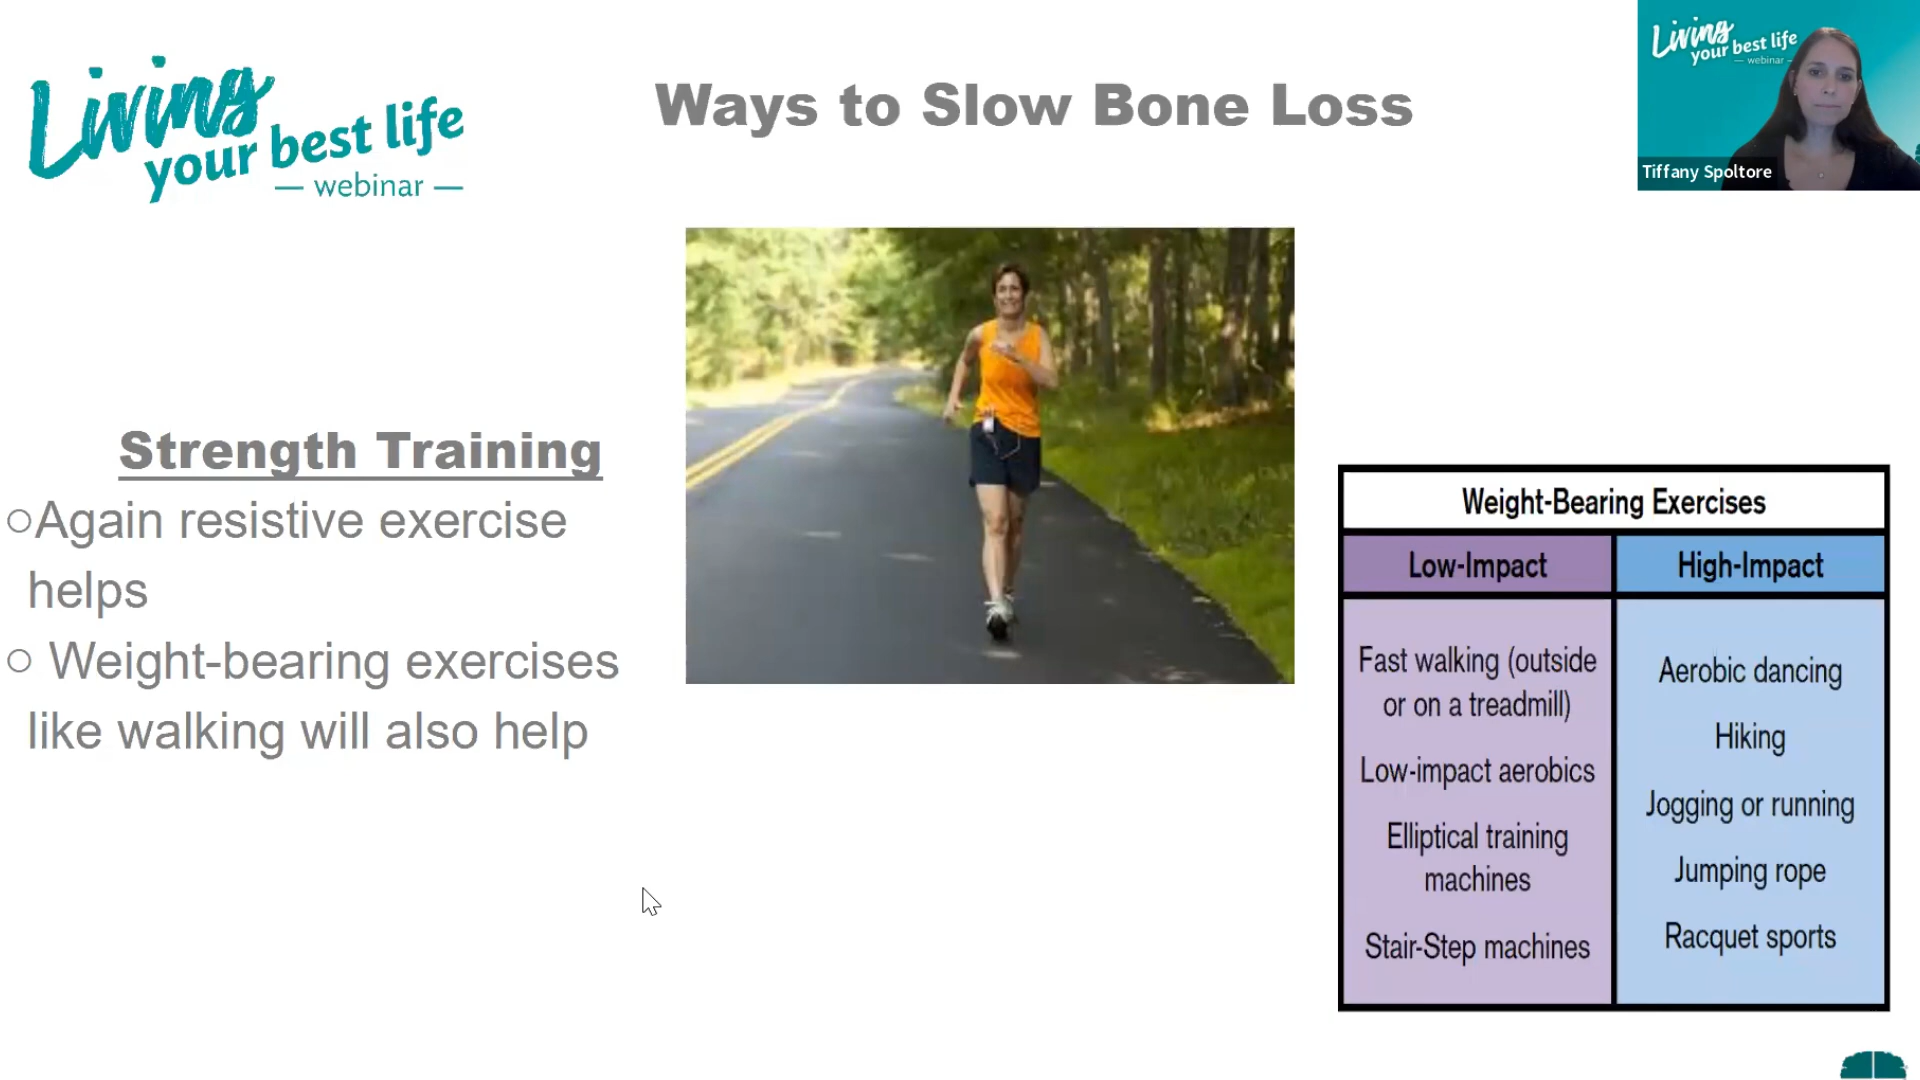 Living
your best life
— webinar —
Ways to Slow Bone Loss
Living
your best life
— webinar –
Tiffany Spoltore
Strength Training
○Again resistive exercise
helps
○ Weight-bearing exercises
like walking will also help
Weight-Bearing Exercises
Low-Impact
High-Impact
Fast walking (outside
or on a treadmill)
Low-impact aerobics
Elliptical training
machines
Stair-Step machines
Aerobic dancing
Hiking
Jogging or running
Jumping rope
Racquet sports